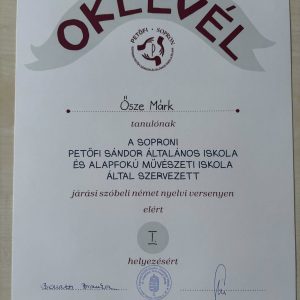 OKLEVÉL
PETŐFI SOPRON
Ősze Márk
tanulónak
A SOPRONI
PETŐFI SÁNDOR ÁLTALÁNOS ISKOLA
ÉS ALAPFOKÚ MŰVÉSZETI ISKOLA
ÁLTAL SZERVEZETT
járási szóbeli német nyelvi versenyen
elért
I
helyezésért